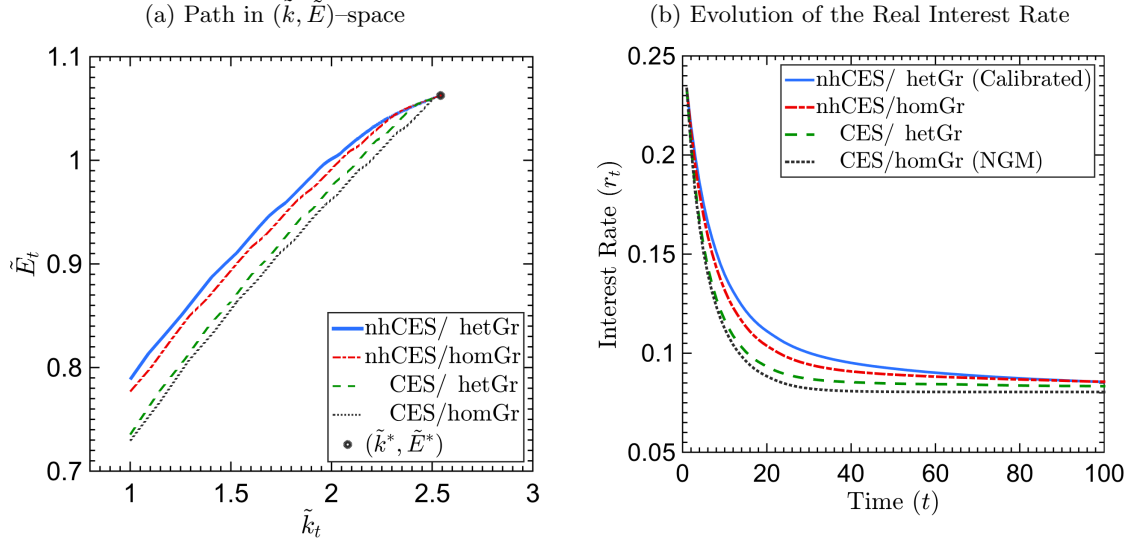 (a) Path in (k̃, Ẽ)–space
1.1
1
0.9
0.8
0.7
Ẽt
1
1.5
2
2.5
3
k̃t
nhCES/ hetGr
nhCES/homGr
CES/ hetGr
CES/homGr
(k̃*, Ẽ*)
(b) Evolution of the Real Interest Rate
0.25
0.2
0.15
0.1
0.05
Interest Rate (rt)
0
20
40
60
80
100
Time (t)
nhCES/ hetGr (Calibrated)
nhCES/homGr
CES/ hetGr
CES/homGr (NGM)